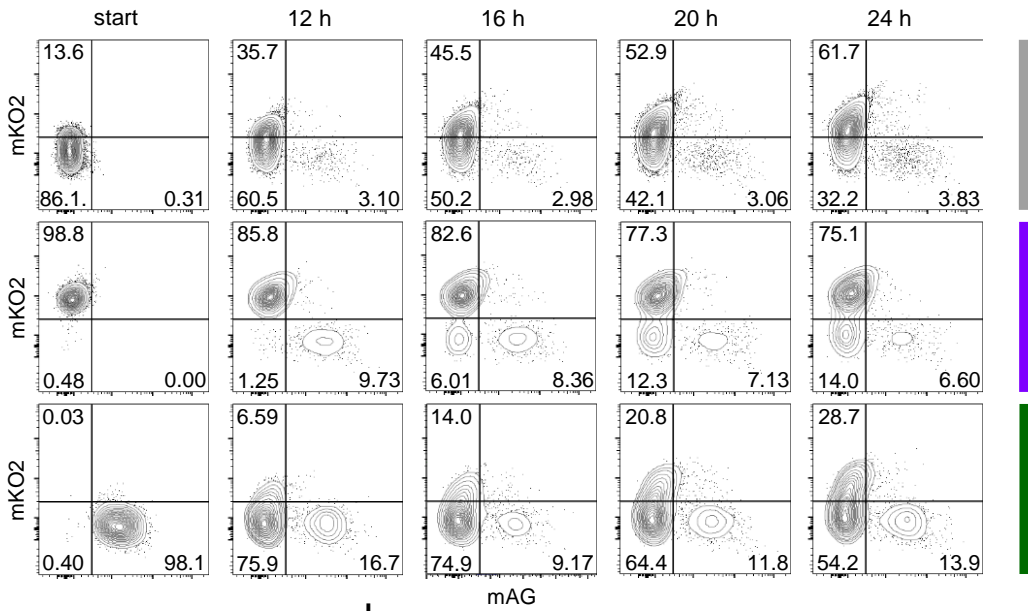 start 12 h 16 h 20 h 24 h
mKO2
13.6 35.7 45.5 52.9 61.7
86.1. 0.31 60.5 3.10 50.2 2.98 42.1 3.06 32.2 3.83
mKO2
98.8 85.8 82.6 77.3 75.1
0.48 0.00 1.25 9.73 6.01 8.36 12.3 7.13 14.0 6.60
mKO2
0.03 6.59 14.0 20.8 28.7
0.40 98.1 75.9 16.7 74.9 9.17 64.4 11.8 54.2 13.9
mAG